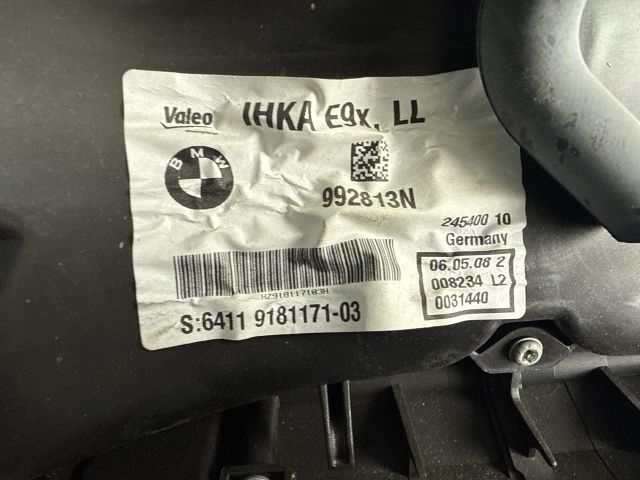 Valeo IHKA E9x, LL
BMW
992813N
245400 10
Germany
06.05.08 2
008234 L2
0031440
HZ918117103H
S:6411 9181171-03